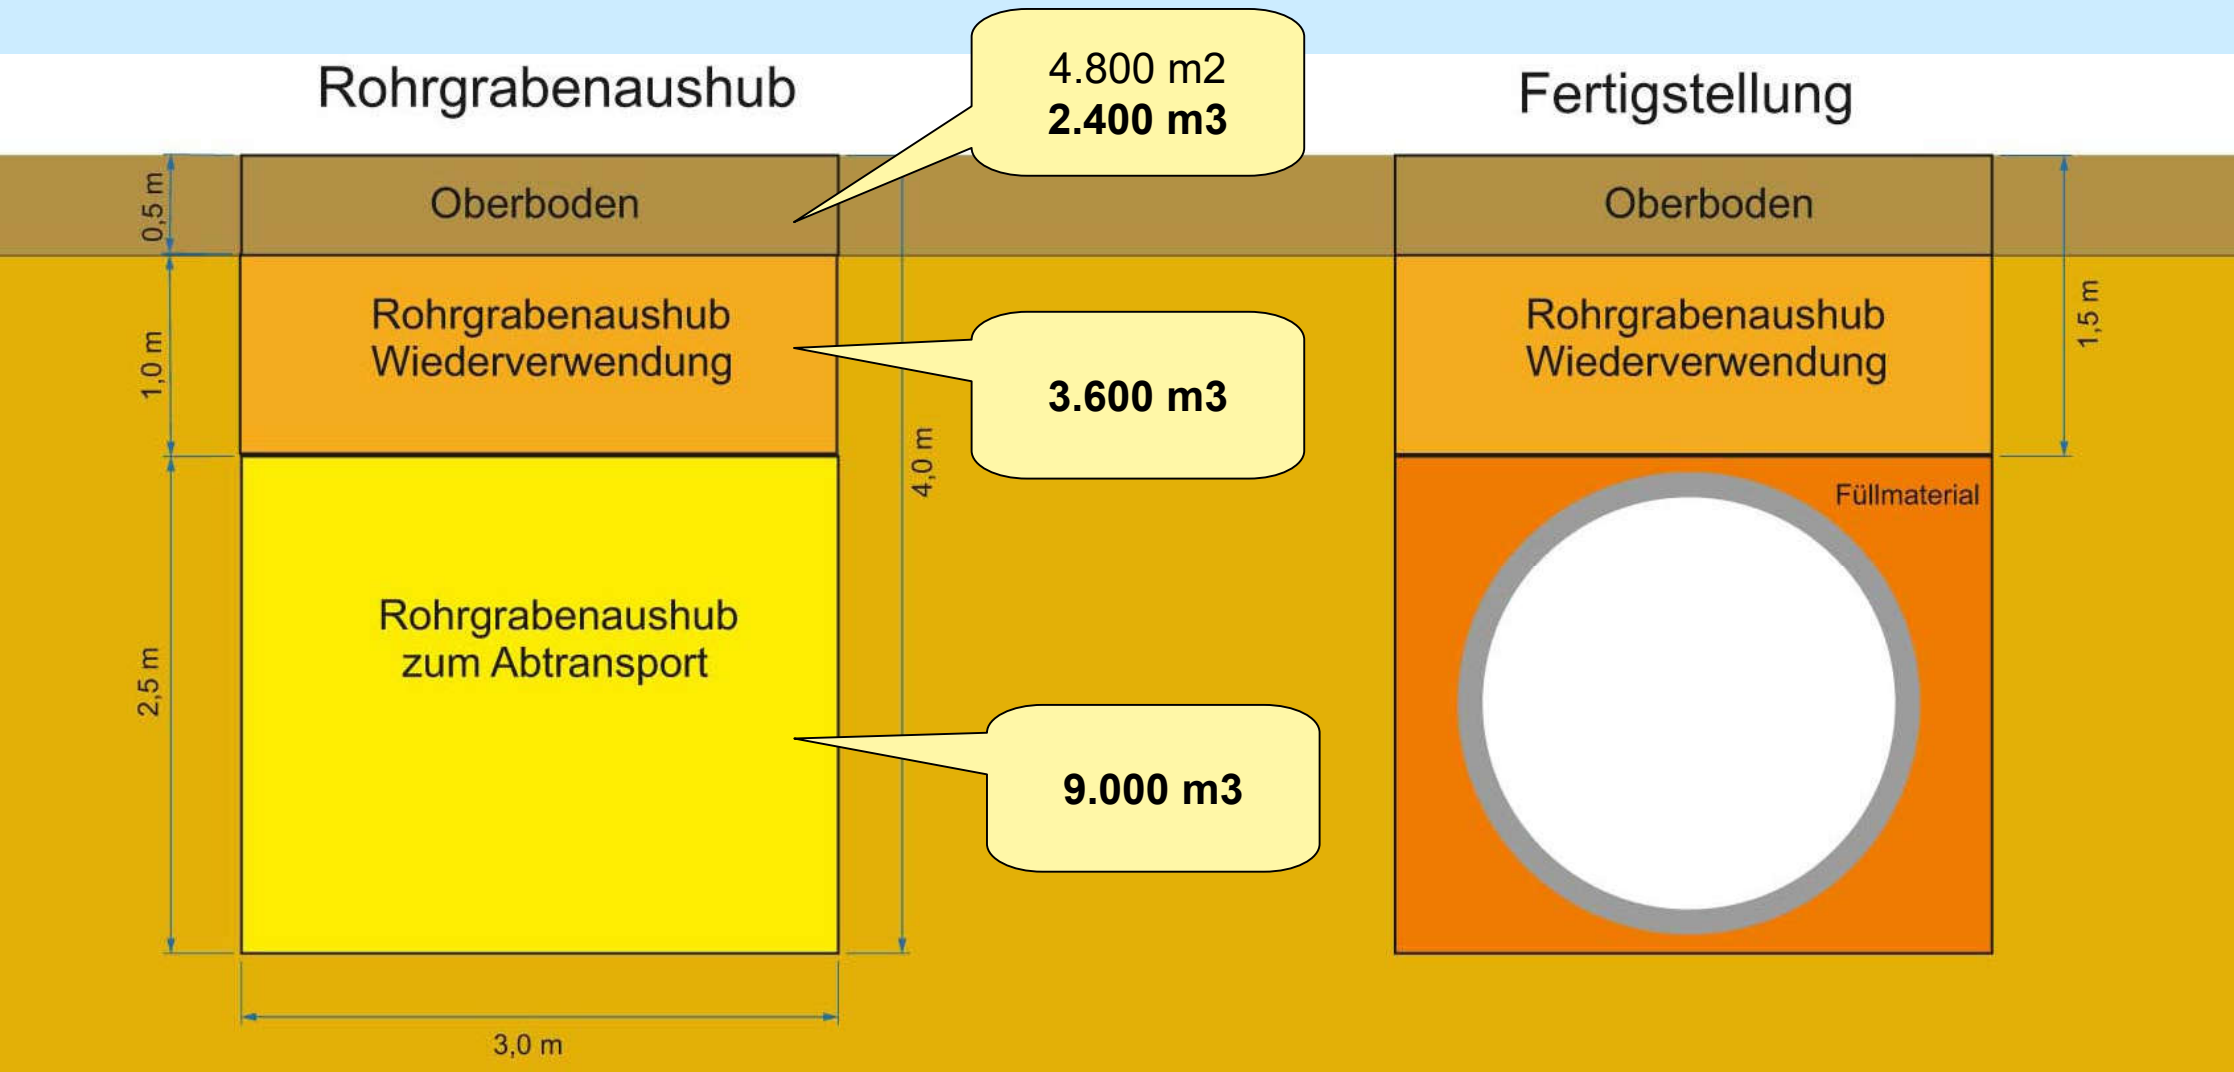 Rohrgrabenaushub
4.800 m2
2.400 m3
Fertigstellung
0,5 m
Oberboden
Oberboden
1,0 m
Rohrgrabenaushub
Wiederverwendung
3.600 m3
4,0 m
Rohrgrabenaushub
Wiederverwendung
1,5 m
Füllmaterial
2,5 m
Rohrgrabenaushub
zum Abtransport
9.000 m3
3,0 m